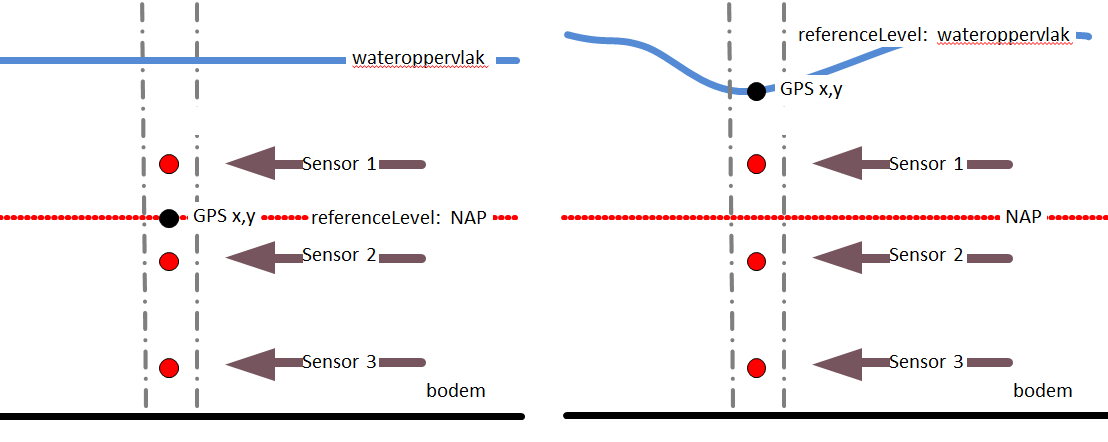 wateroppervlak
Sensor 1
GPS x,y
referenceLevel: NAP
Sensor 2
Sensor 3
bodem
referenceLevel: wateroppervlak
GPS x,y
Sensor 1
NAP
Sensor 2
Sensor 3
bodem